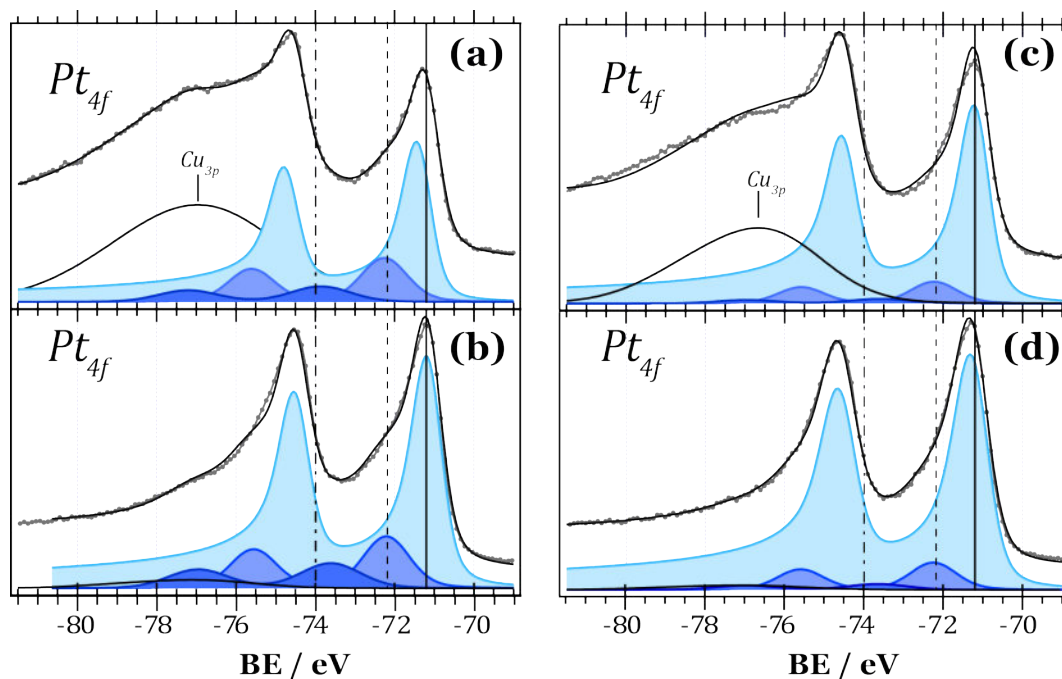 Pt4f
(a)
Cu3p
Pt4f
(b)
-80 -78 -76 -74 -72 -70
BE / eV
Pt4f
(c)
Cu3p
Pt4f
(d)
-80 -78 -76 -74 -72 -70
BE / eV